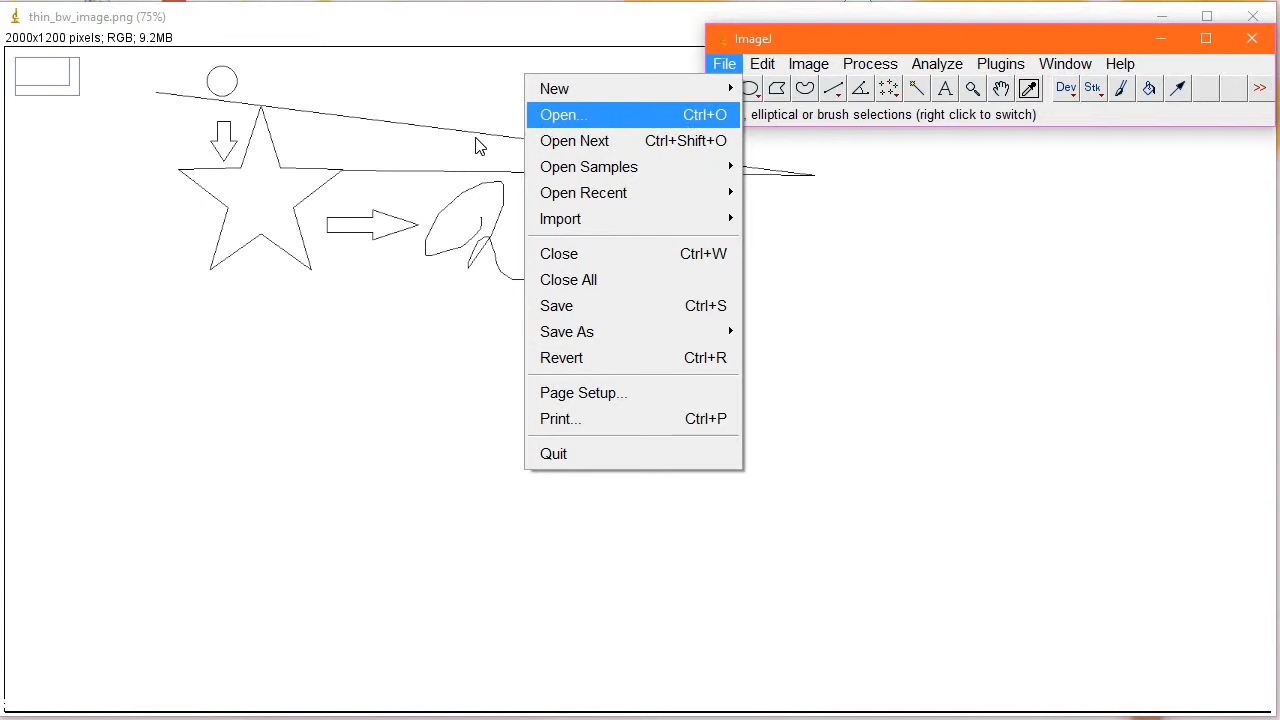 thin_bw_image.png (75%)
2000x1200 pixels; RGB; 9.2MB
ImageJ
File Edit Image Process Analyze Plugins Window Help
Dev Stk >>
, elliptical or brush selections (right click to switch)
New
Open... Ctrl+O
Open Next Ctrl+Shift+O
Open Samples
Open Recent
Import
Close Ctrl+W
Close All
Save Ctrl+S
Save As
Revert Ctrl+R
Page Setup...
Print... Ctrl+P
Quit